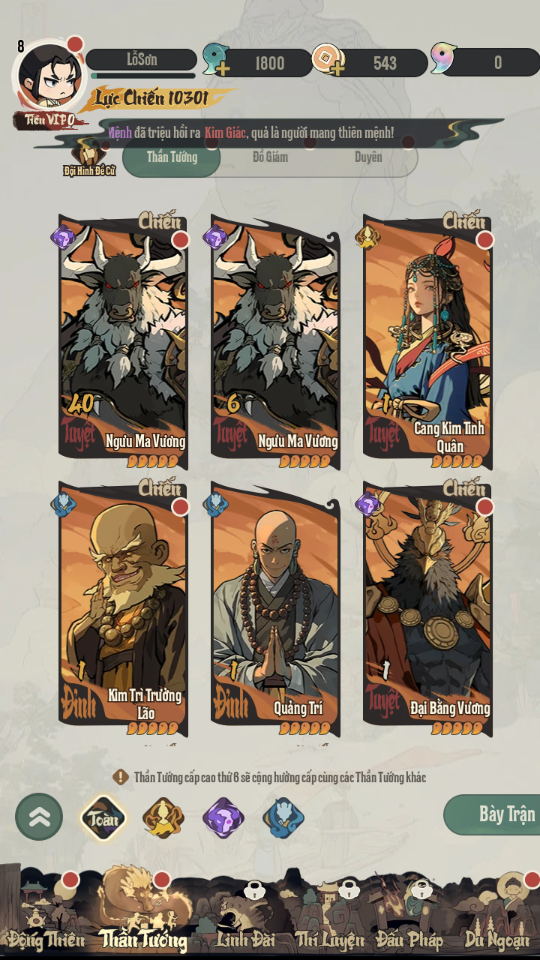 8
LỗSơn
1800
543
0
Lực Chiến 10301
Tiên VIP 0
Mệnh đã triệu hồi ra Kim Giác, quả là người mang thiên mệnh!
Đội Hình Đề Cử
Thần Tướng
Đồ Giám
Duyên
Chiến
40
Tuyệt
Ngưu Ma Vương
6
Tuyệt
Ngưu Ma Vương
Chiến
1
Tuyệt
Cang Kim Tinh
Quân
Chiến
1
Đỉnh
Kim Trì Trưởng
Lão
1
Đỉnh
Quảng Trí
Chiến
1
Tuyệt
Đại Bằng Vương
Thần Tướng cấp cao thứ 6 sẽ cộng hưởng cấp cùng các Thần Tướng khác
Toàn
Bày Trận
Động Thiên
Thần Tướng
Linh Đài
Thí Luyện
Đấu Pháp
Du Ngoạn